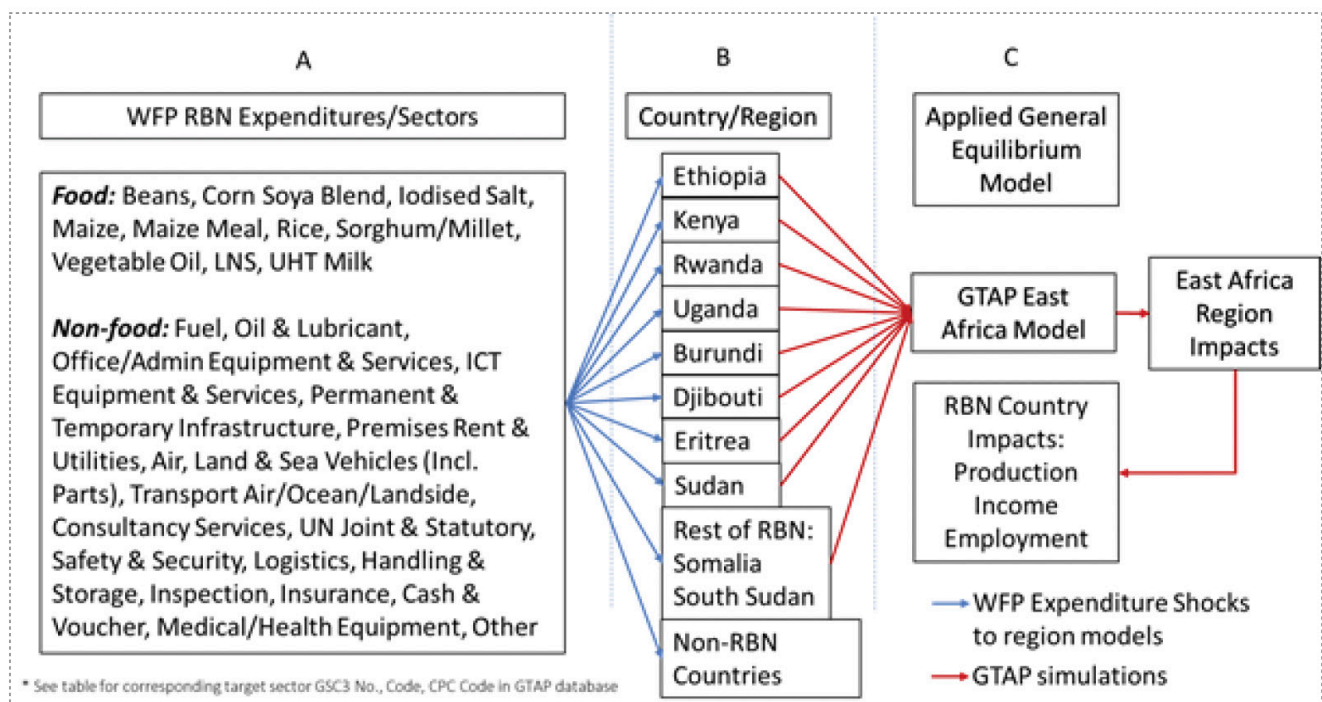 A
WFP RBN Expenditures/Sectors
Food: Beans, Corn Soya Blend, Iodised Salt,
Maize, Maize Meal, Rice, Sorghum/Millet,
Vegetable Oil, LNS, UHT Milk
Non-food: Fuel, Oil & Lubricant,
Office/Admin Equipment & Services, ICT
Equipment & Services, Permanent &
Temporary Infrastructure, Premises Rent &
Utilities, Air, Land & Sea Vehicles (Incl.
Parts), Transport Air/Ocean/Landside,
Consultancy Services, UN Joint & Statutory,
Safety & Security, Logistics, Handling &
Storage, Inspection, Insurance, Cash &
Voucher, Medical/Health Equipment, Other
* See table for corresponding target sector GSC3 No., Code, CPC Code in GTAP database
B
Country/Region
Ethiopia
Kenya
Rwanda
Uganda
Burundi
Djibouti
Eritrea
Sudan
Rest of RBN:
Somalia
South Sudan
Non-RBN
Countries
C
Applied General
Equilibrium
Model
GTAP East
Africa Model
East Africa
Region
Impacts
RBN Country
Impacts:
Production
Income
Employment
WFP Expenditure Shocks
to region models
GTAP simulations